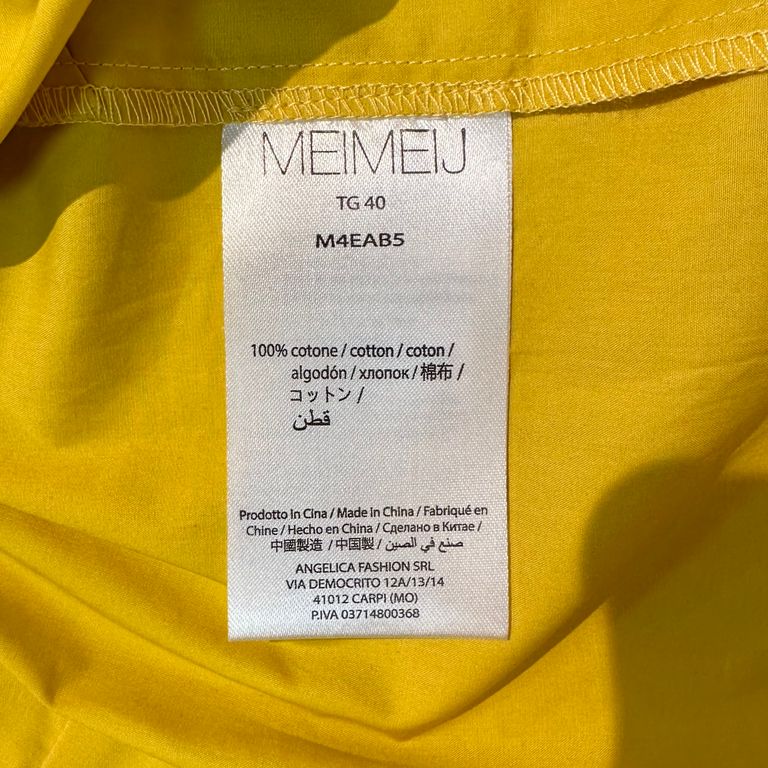 MEIMEIJ
TG 40
M4EAB5
100% cotone / cotton / coton /
algodón / хлопок / 棉布 /
コットン /
قطن
Prodotto in Cina / Made in China / Fabriqué en
Chine / Hecho en China / Сделано в Китае /
中國製造 / 中国製 / صنع في الصين
ANGELICA FASHION SRL
VIA DEMOCRITO 12A/13/14
41012 CARPI (MO)
P.IVA 03714800368